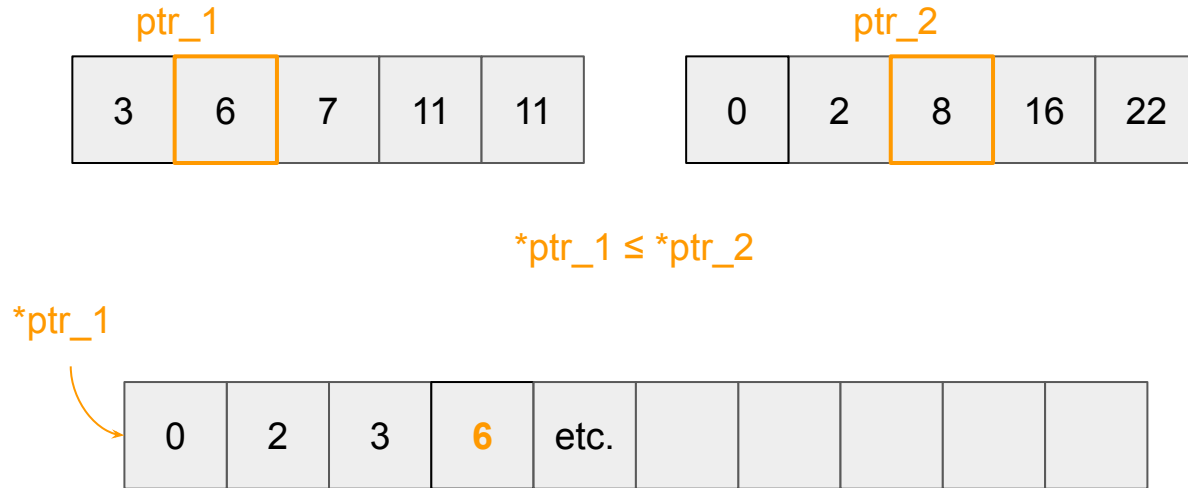 ptr_1 ptr_2
3 6 7 11 11 0 2 8 16 22
*ptr_1 ≤ *ptr_2
*ptr_1
0 2 3 6 etc.